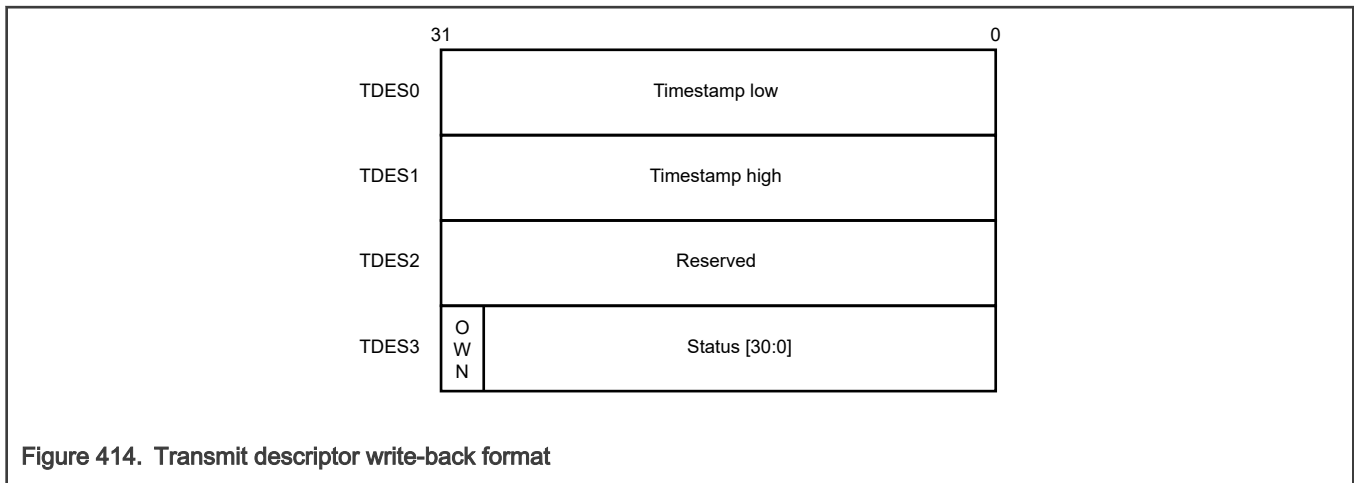 31 0
TDES0 Timestamp low
TDES1 Timestamp high
TDES2 Reserved
TDES3 OWN Status [30:0]
Figure 414. Transmit descriptor write-back format